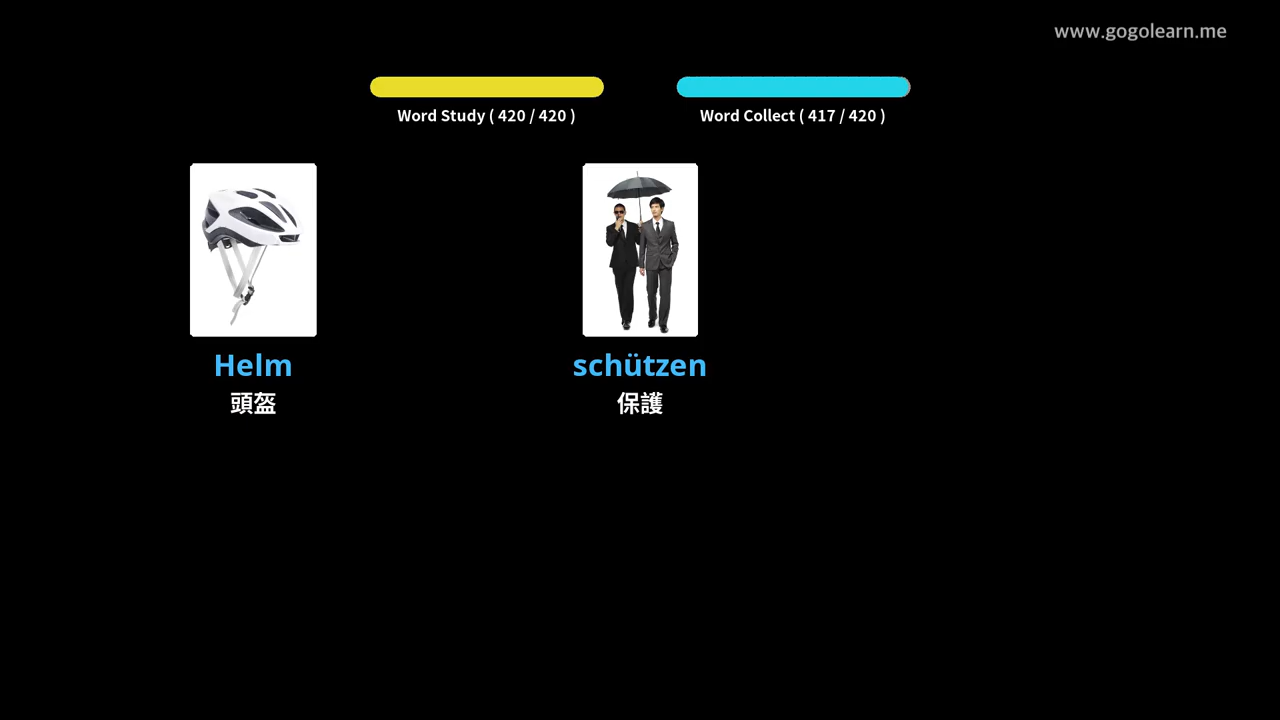 www.gogolearn.me
Word Study ( 420 / 420 )
Word Collect ( 417 / 420 )
Helm
頭盔
schützen
保護